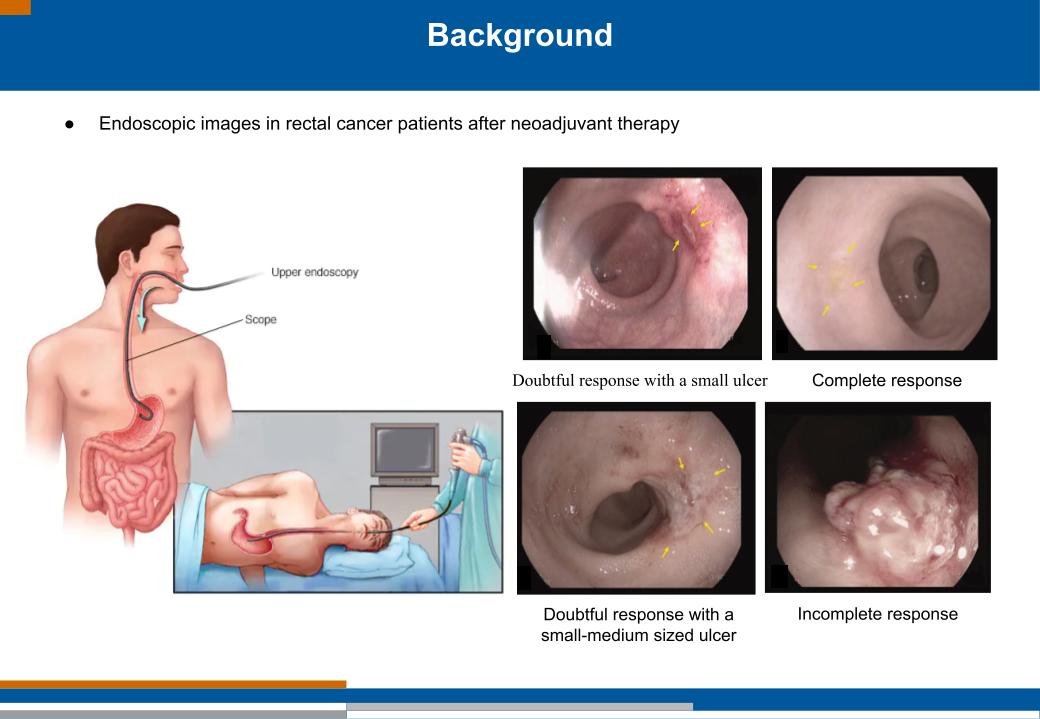 Background
● Endoscopic images in rectal cancer patients after neoadjuvant therapy
Upper endoscopy
Scope
Doubtful response with a small ulcer
Complete response
Doubtful response with a
small-medium sized ulcer
Incomplete response